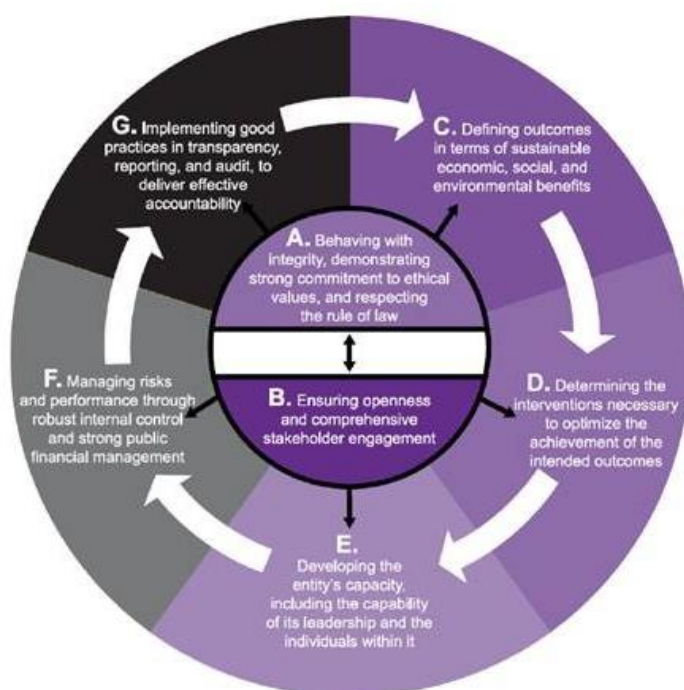 G. Implementing good
practices in transparency,
reporting, and audit, to
deliver effective
accountability
C. Defining outcomes
in terms of sustainable
economic, social, and
environmental benefits
A. Behaving with
integrity, demonstrating
strong commitment to ethical
values, and respecting
the rule of law
B. Ensuring openness
and comprehensive
stakeholder engagement
D. Determining the
interventions necessary
to optimize the
achievement of the
intended outcomes
E.
Developing the
entity's capacity,
including the capability
of its leadership and the
individuals within it
F. Managing risks
and performance through
robust internal control
and strong public
financial management